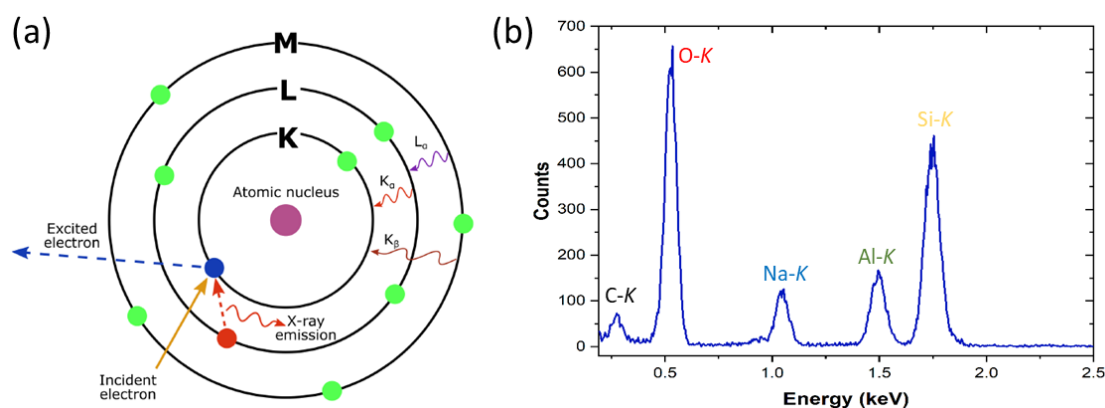 (a)
M
L
K
Atomic nucleus
Lα
Kα
Kβ
Excited
electron
X-ray
emission
Incident
electron
(b)
700
600
500
400
300
200
100
0
Counts
O-K
Si-K
Al-K
Na-K
C-K
0.5
1.0
1.5
2.0
2.5
Energy (keV)